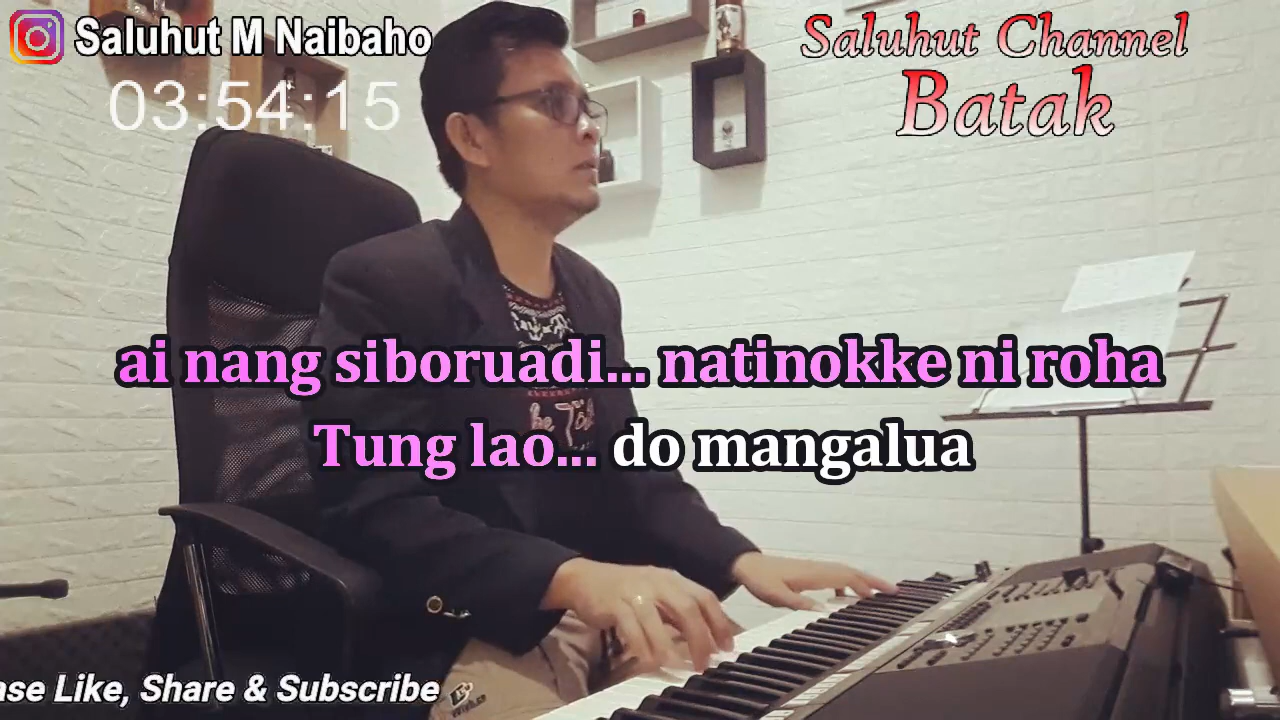 Saluhut M Naibaho
Saluhut Channel
Batak
03:54:15
ai nang siboruadi... natinokke ni roha
Tung lao... do mangalua
ase Like, Share & Subscribe